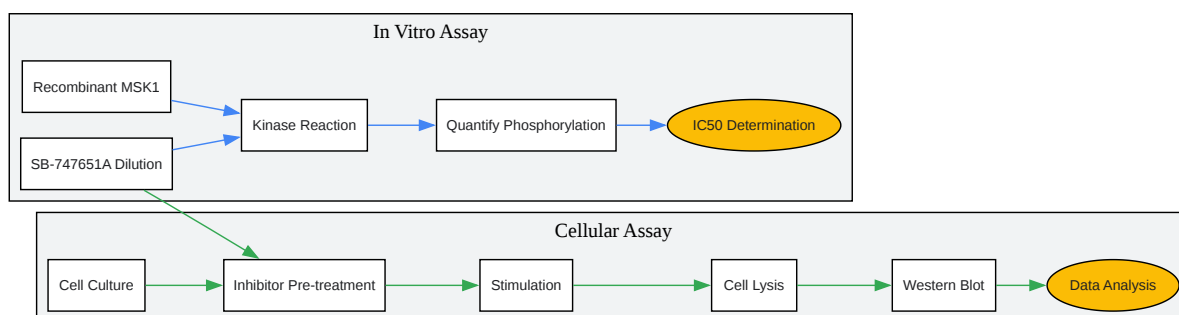 In Vitro Assay
Recombinant MSK1
SB-747651A Dilution
Kinase Reaction
Quantify Phosphorylation
IC50 Determination
Cellular Assay
Cell Culture
Inhibitor Pre-treatment
Stimulation
Cell Lysis
Western Blot
Data Analysis